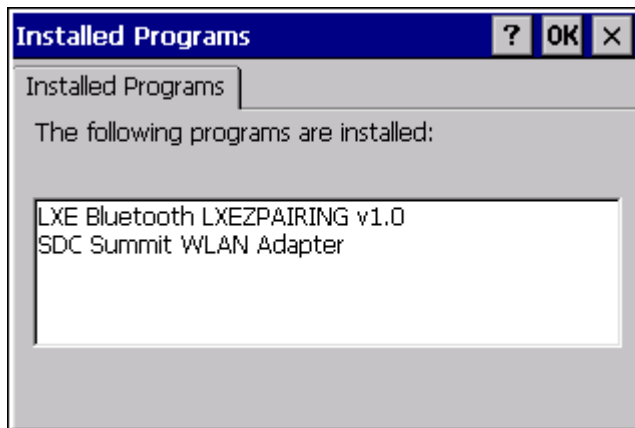 Installed Programs ? OK ×
Installed Programs
The following programs are installed:
LXE Bluetooth LXEZPAIRING v1.0
SDC Summit WLAN Adapter